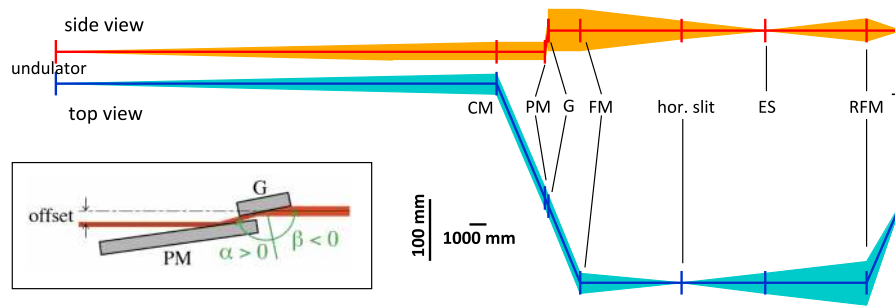 side view
undulator
top view
CM
PM
G
FM
hor. slit
ES
RFM
G
offset
α > 0
β < 0
PM
100 mm
1000 mm